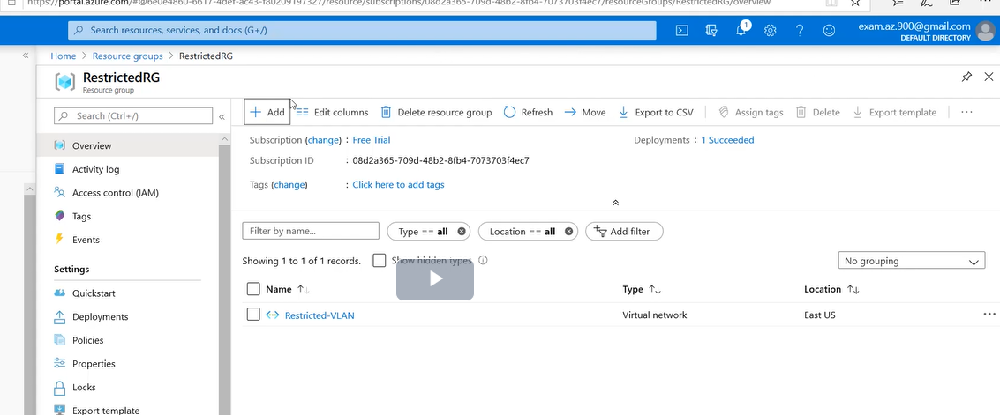 https://portal.azure.com/#@6e0e4860-6617-4def-ac43-f80209197327/resource/subscriptions/08d2a365-709d-48b2-8fb4-7073703f4ec7/resourceGroups/RestrictedRG/overview
Search resources, services, and docs (G+/)
1
exam.az.900@gmail.com
DEFAULT DIRECTORY
Home > Resource groups > RestrictedRG
RestrictedRG
Resource group
Search (Ctrl+/)
Add Edit columns Delete resource group Refresh Move Export to CSV Assign tags Delete Export template ...
Overview
Activity log
Access control (IAM)
Tags
Events
Settings
Quickstart
Deployments
Policies
Properties
Locks
Export template
Subscription (change) : Free Trial
Deployments : 1 Succeeded
Subscription ID : 08d2a365-709d-48b2-8fb4-7073703f4ec7
Tags (change) : Click here to add tags
Filter by name... Type == all Location == all Add filter
Showing 1 to 1 of 1 records. Show hidden types No grouping
Name Type Location
Restricted-VLAN Virtual network East US ...